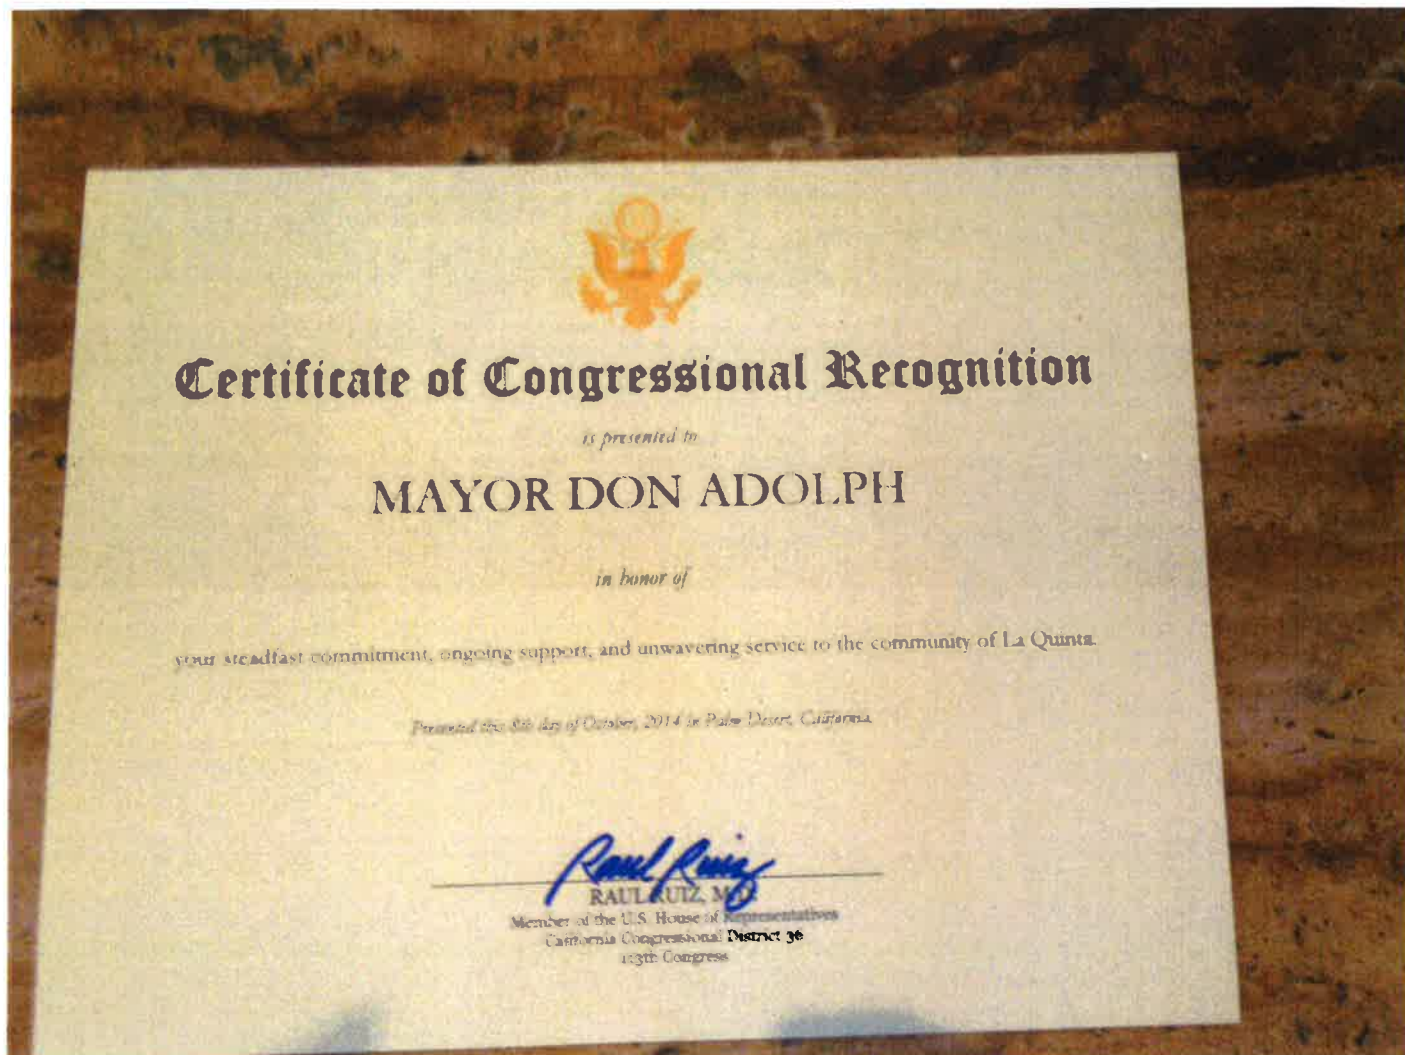 Certificate of Congressional Recognition
is presented to
MAYOR DON ADOLPH
in honor of
your steadfast commitment, ongoing support, and unwavering service to the community of La Quinta.
Presented this 8th day of October, 2014 in Palm Desert, California.
Raul Ruiz
RAUL RUIZ, M.D.
Member of the U.S. House of Representatives
California Congressional District 36
113th Congress